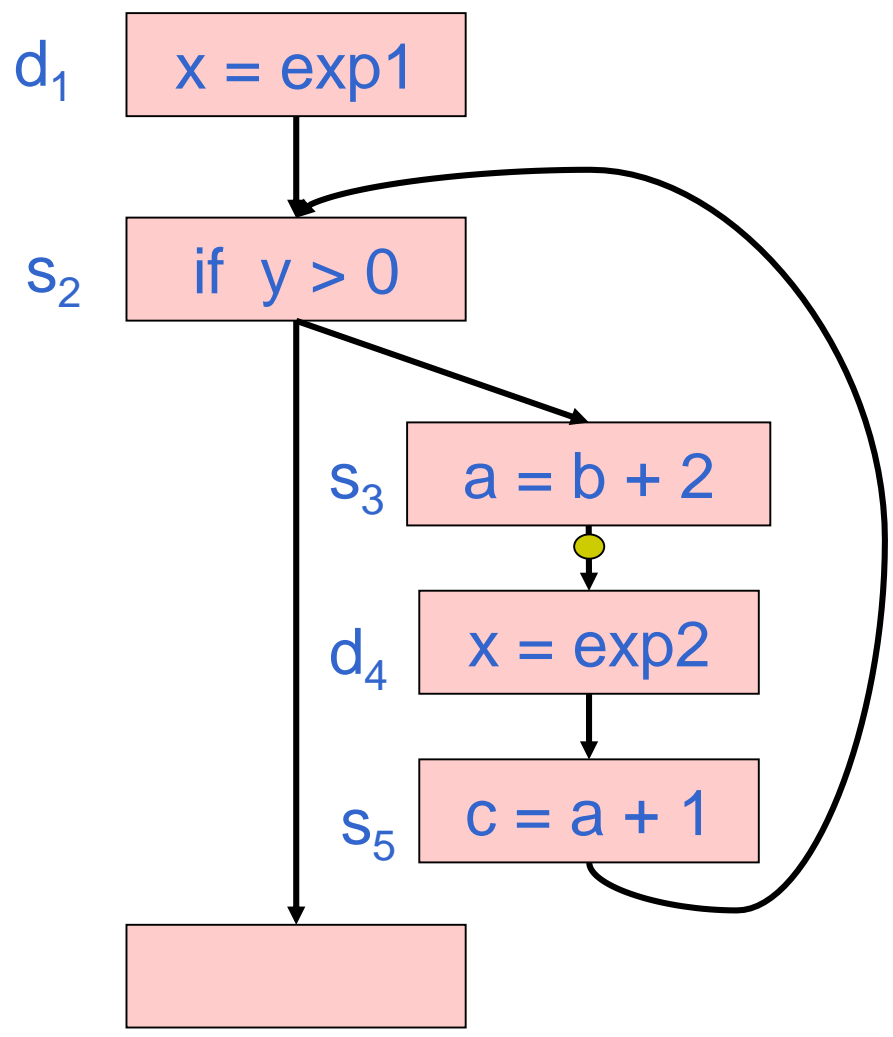 d₁ x = exp1
s₂ if y > 0
s₃ a = b + 2
d₄ x = exp2
s₅ c = a + 1